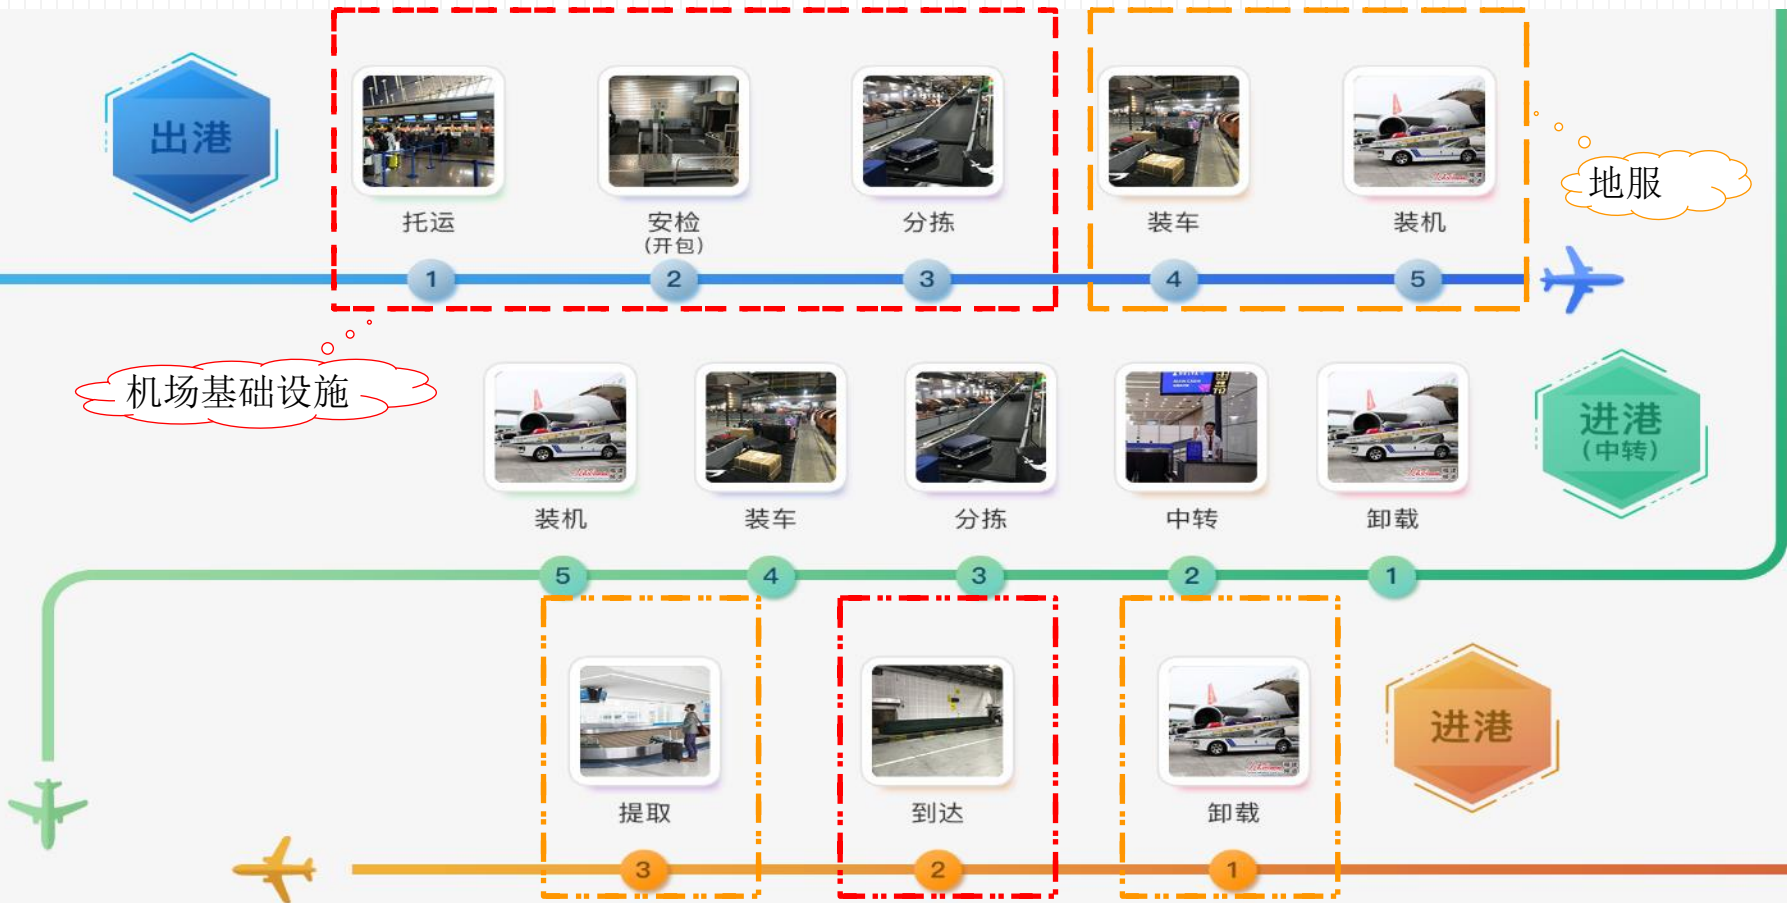 出港
托运
安检
(开包)
分拣
装车
装机
地服
1
2
3
4
5
机场基础设施
装机
装车
分拣
中转
卸载
进港
(中转)
5
4
3
2
1
提取
到达
卸载
进港
3
2
1